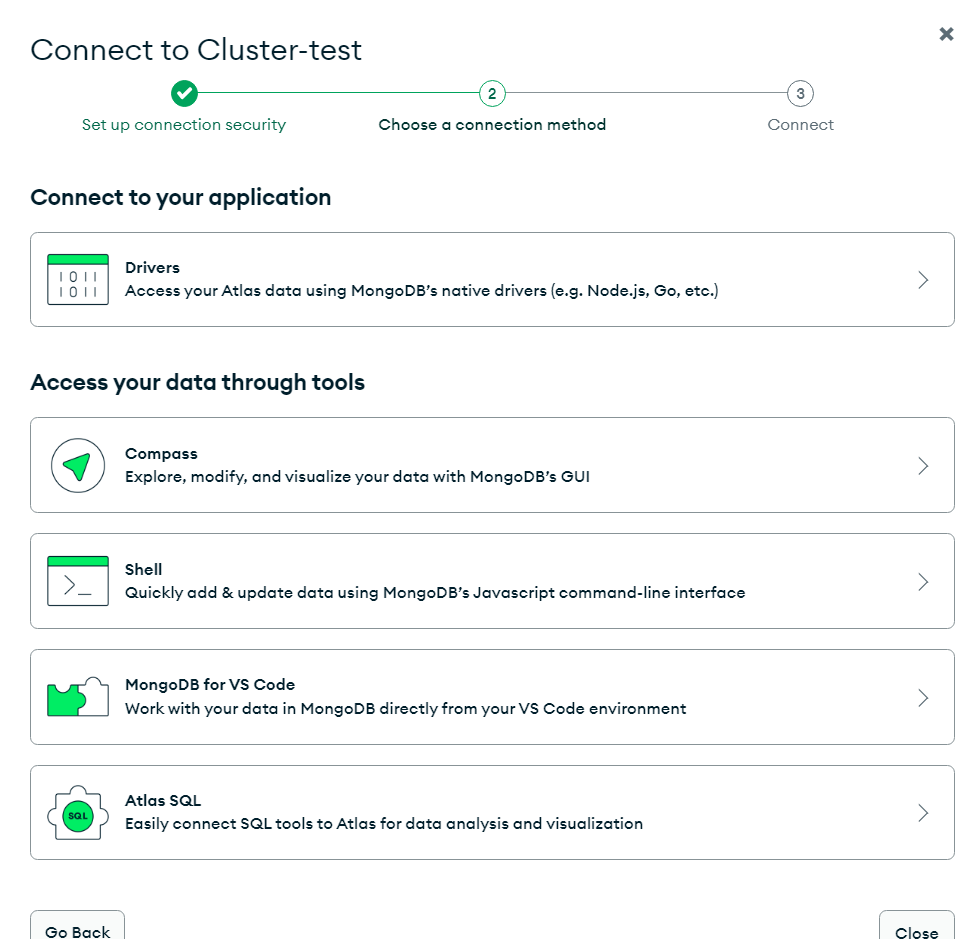 Connect to Cluster-test
2
3
Set up connection security
Choose a connection method
Connect
Connect to your application
1011
1011
Drivers
Access your Atlas data using MongoDB's native drivers (e.g. Node.js, Go, etc.)
Access your data through tools
Compass
Explore, modify, and visualize your data with MongoDB's GUI
Shell
Quickly add & update data using MongoDB's Javascript command-line interface
MongoDB for VS Code
Work with your data in MongoDB directly from your VS Code environment
SQL
Atlas SQL
Easily connect SQL tools to Atlas for data analysis and visualization
Go Back
Close